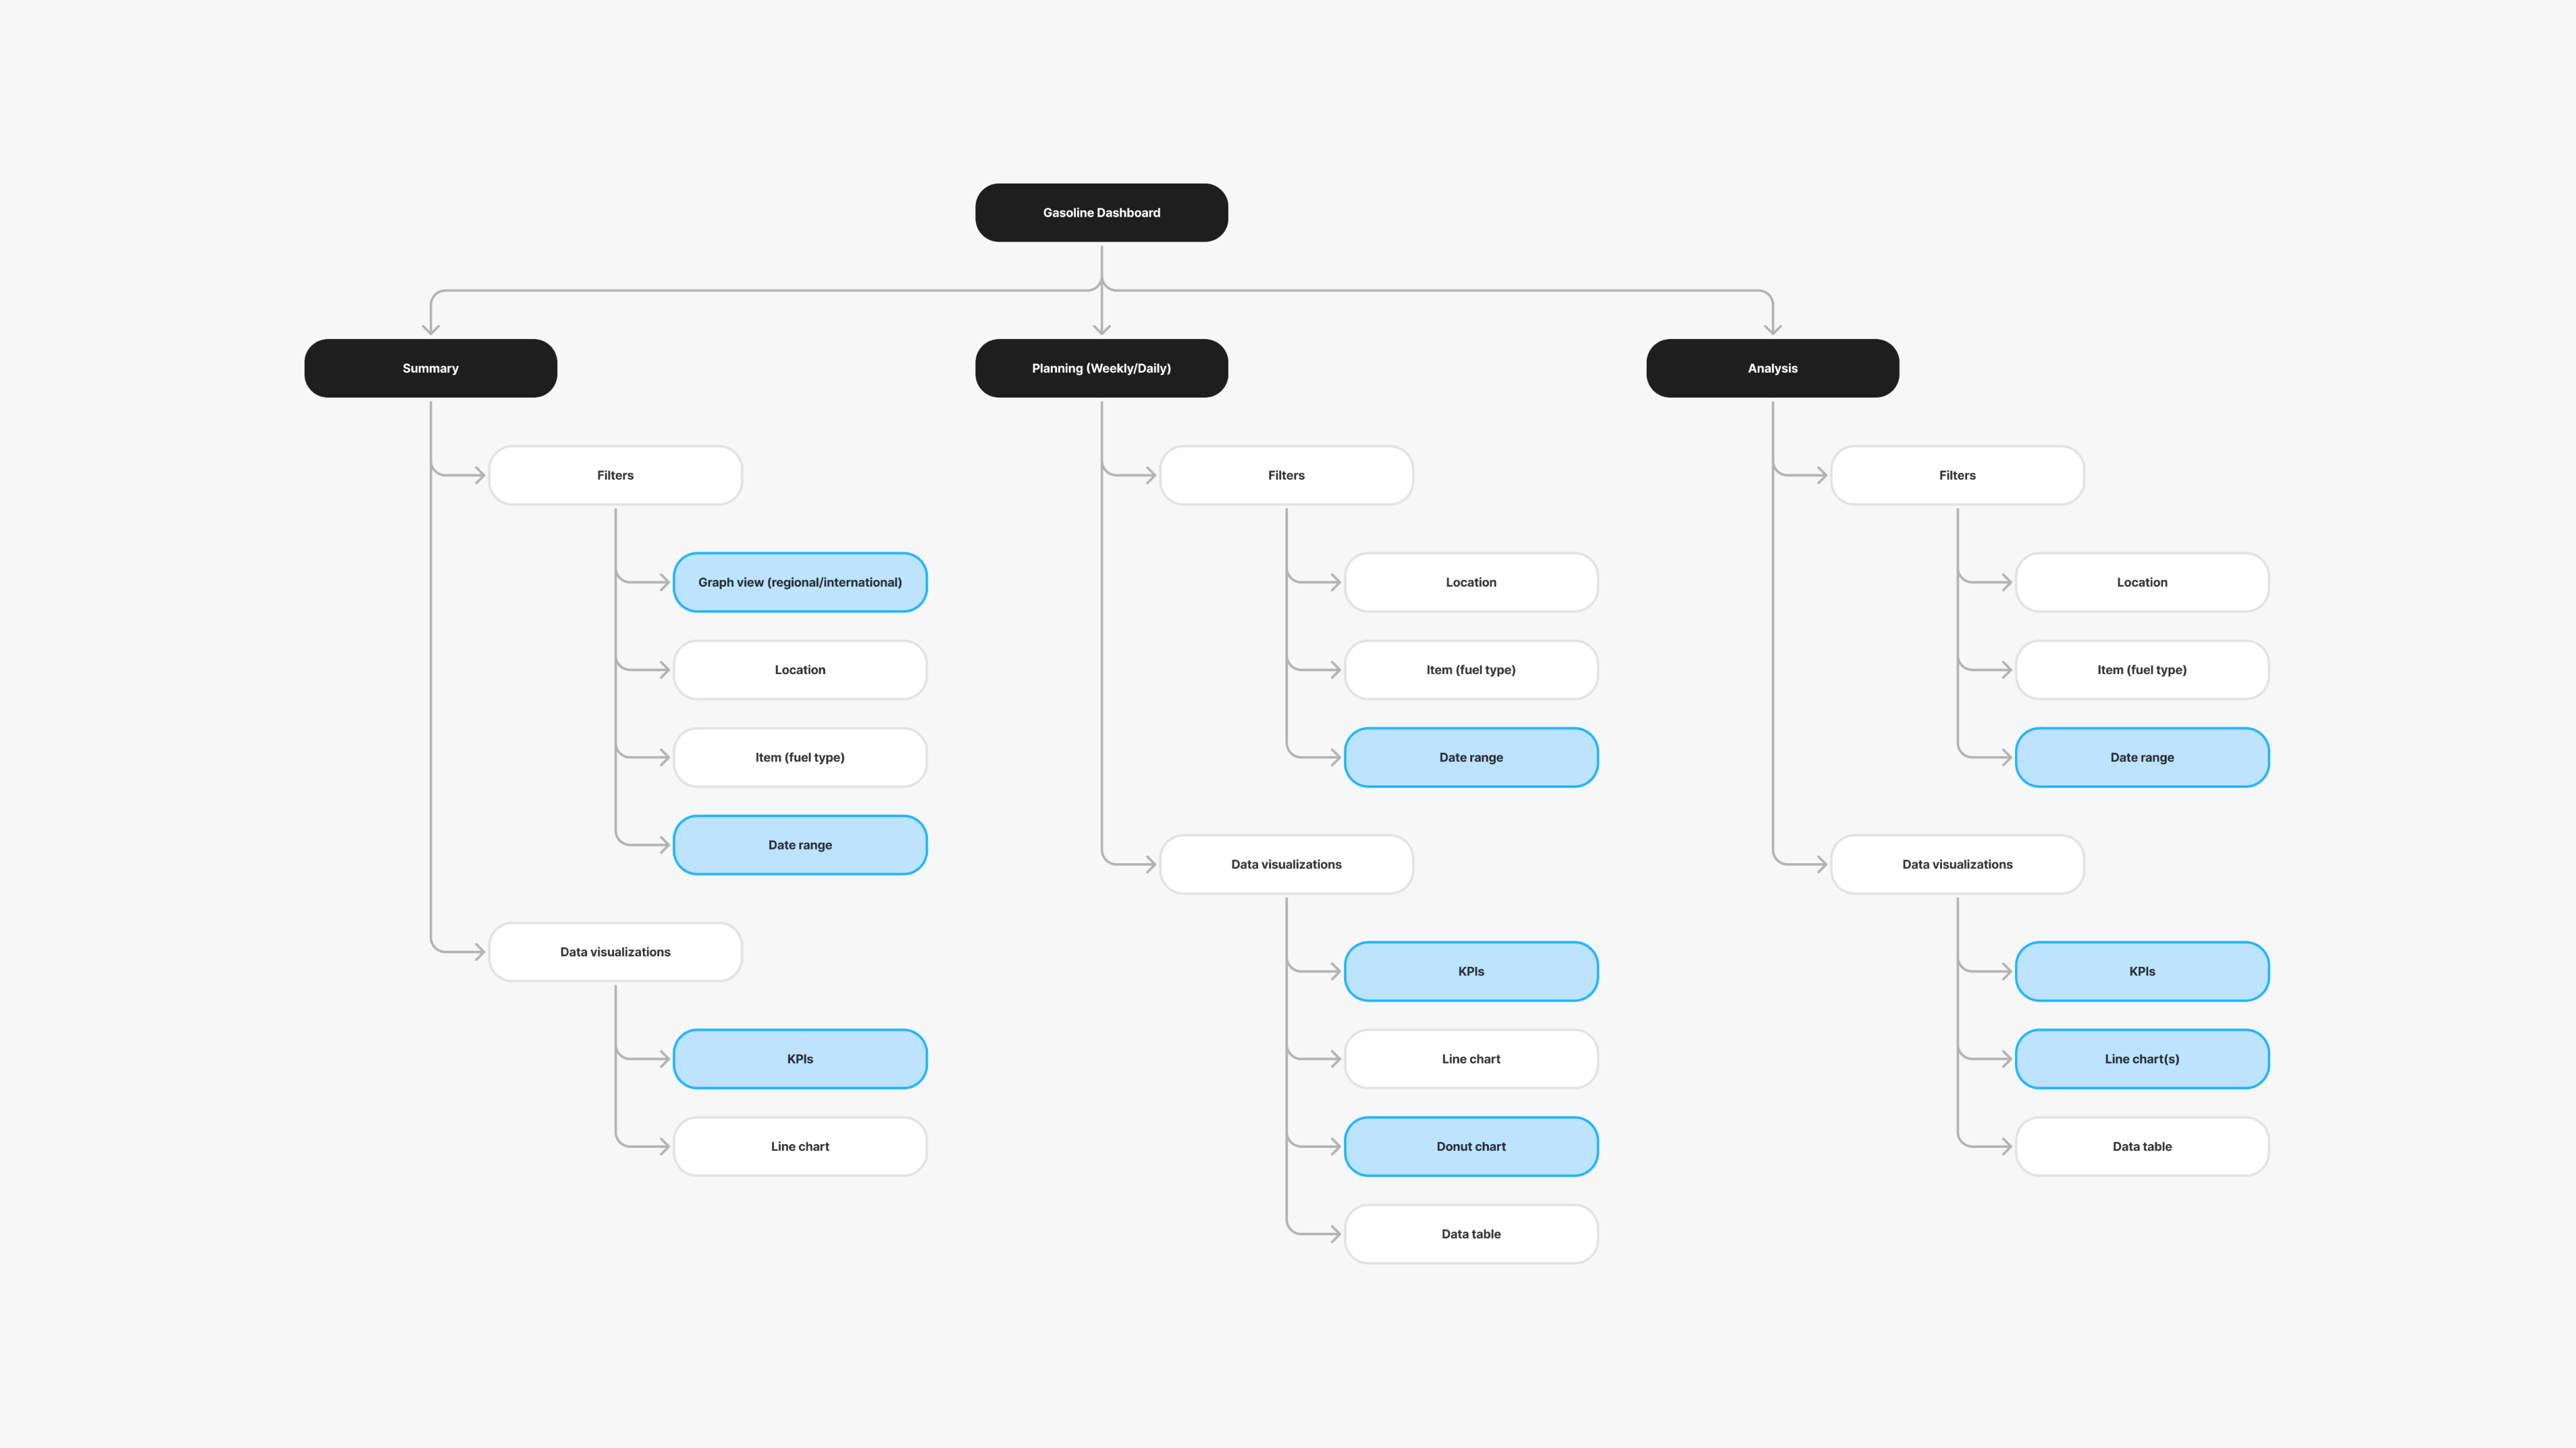 Gasoline Dashboard
Summary
Filters
Graph view (regional/international)
Location
Item (fuel type)
Date range
Data visualizations
KPIs
Line chart
Planning (Weekly/Daily)
Filters
Location
Item (fuel type)
Date range
Data visualizations
KPIs
Line chart
Donut chart
Data table
Analysis
Filters
Location
Item (fuel type)
Date range
Data visualizations
KPIs
Line chart(s)
Data table